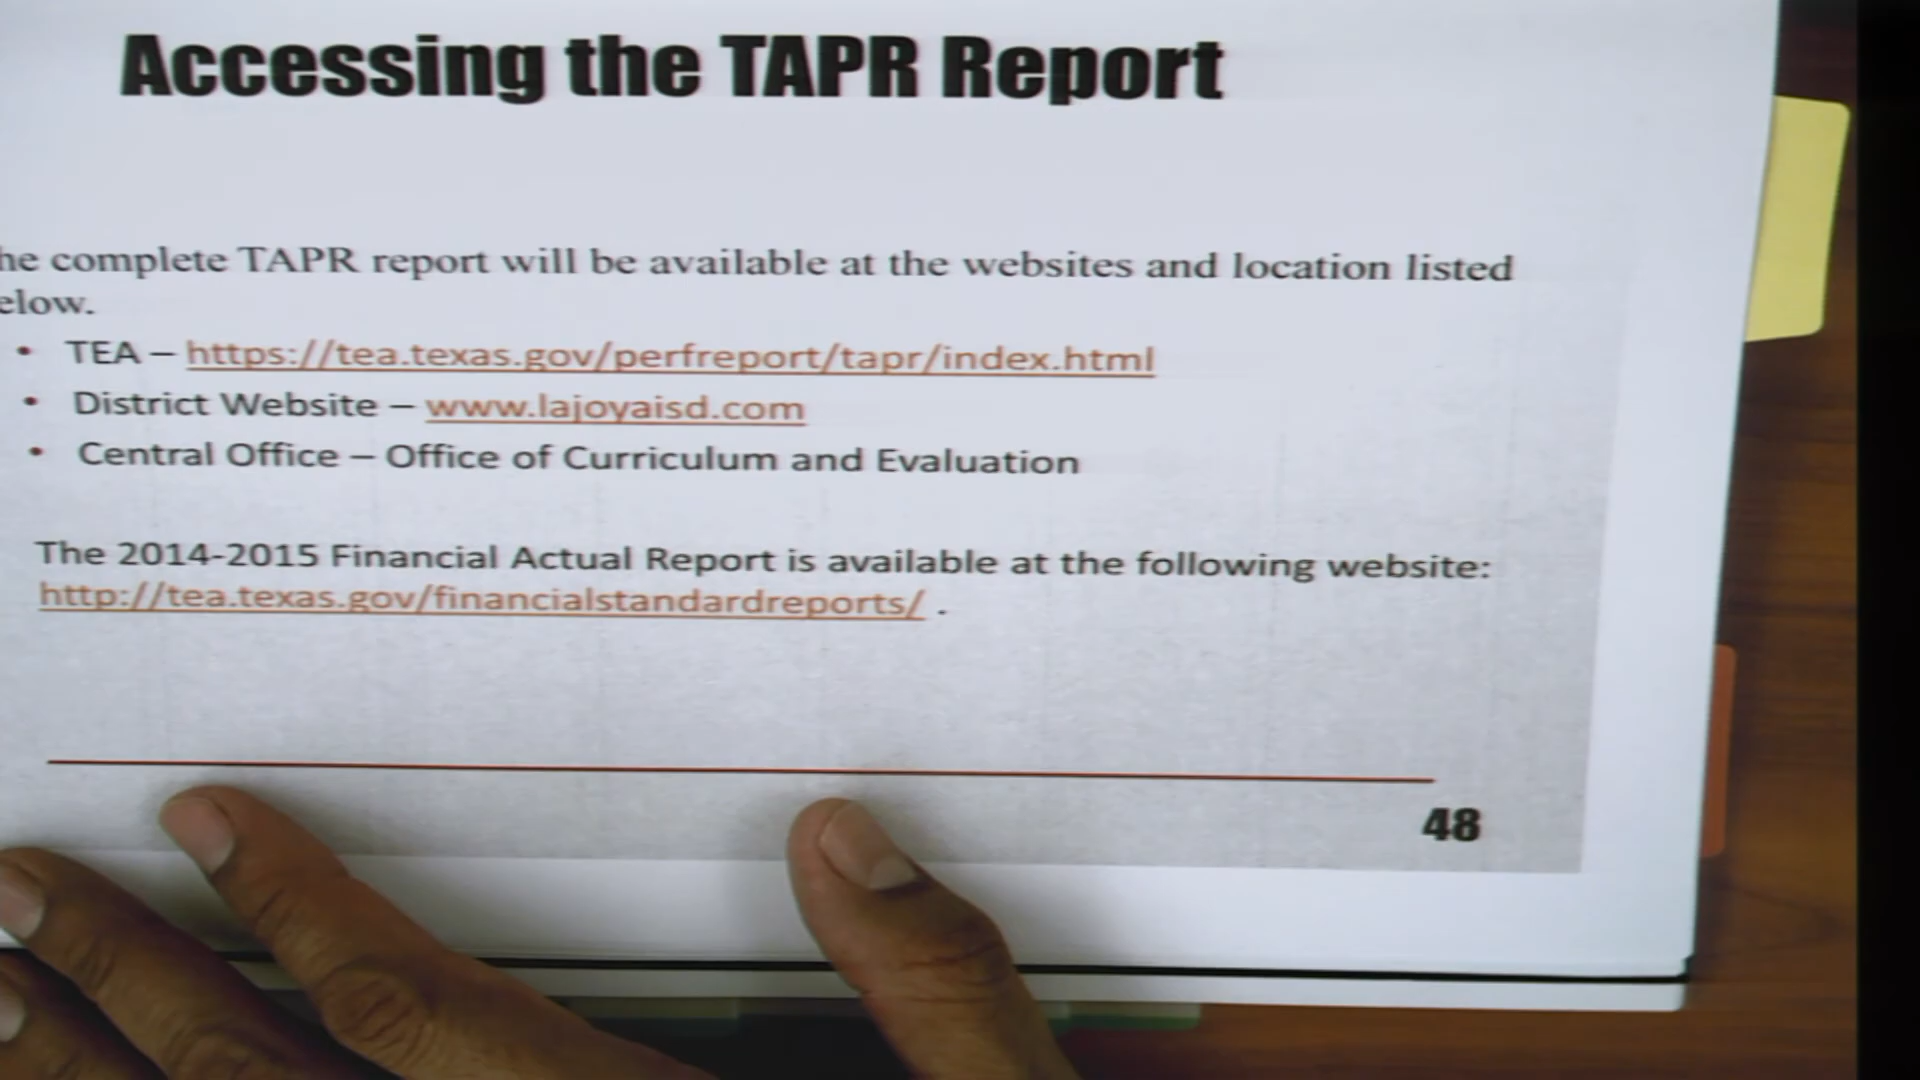 Accessing the TAPR Report
he complete TAPR report will be available at the websites and location listed
elow.
• TEA – https://tea.texas.gov/perfreport/tapr/index.html
• District Website – www.lajoyaisd.com
• Central Office – Office of Curriculum and Evaluation
The 2014-2015 Financial Actual Report is available at the following website:
http://tea.texas.gov/financialstandardreports/ .
48